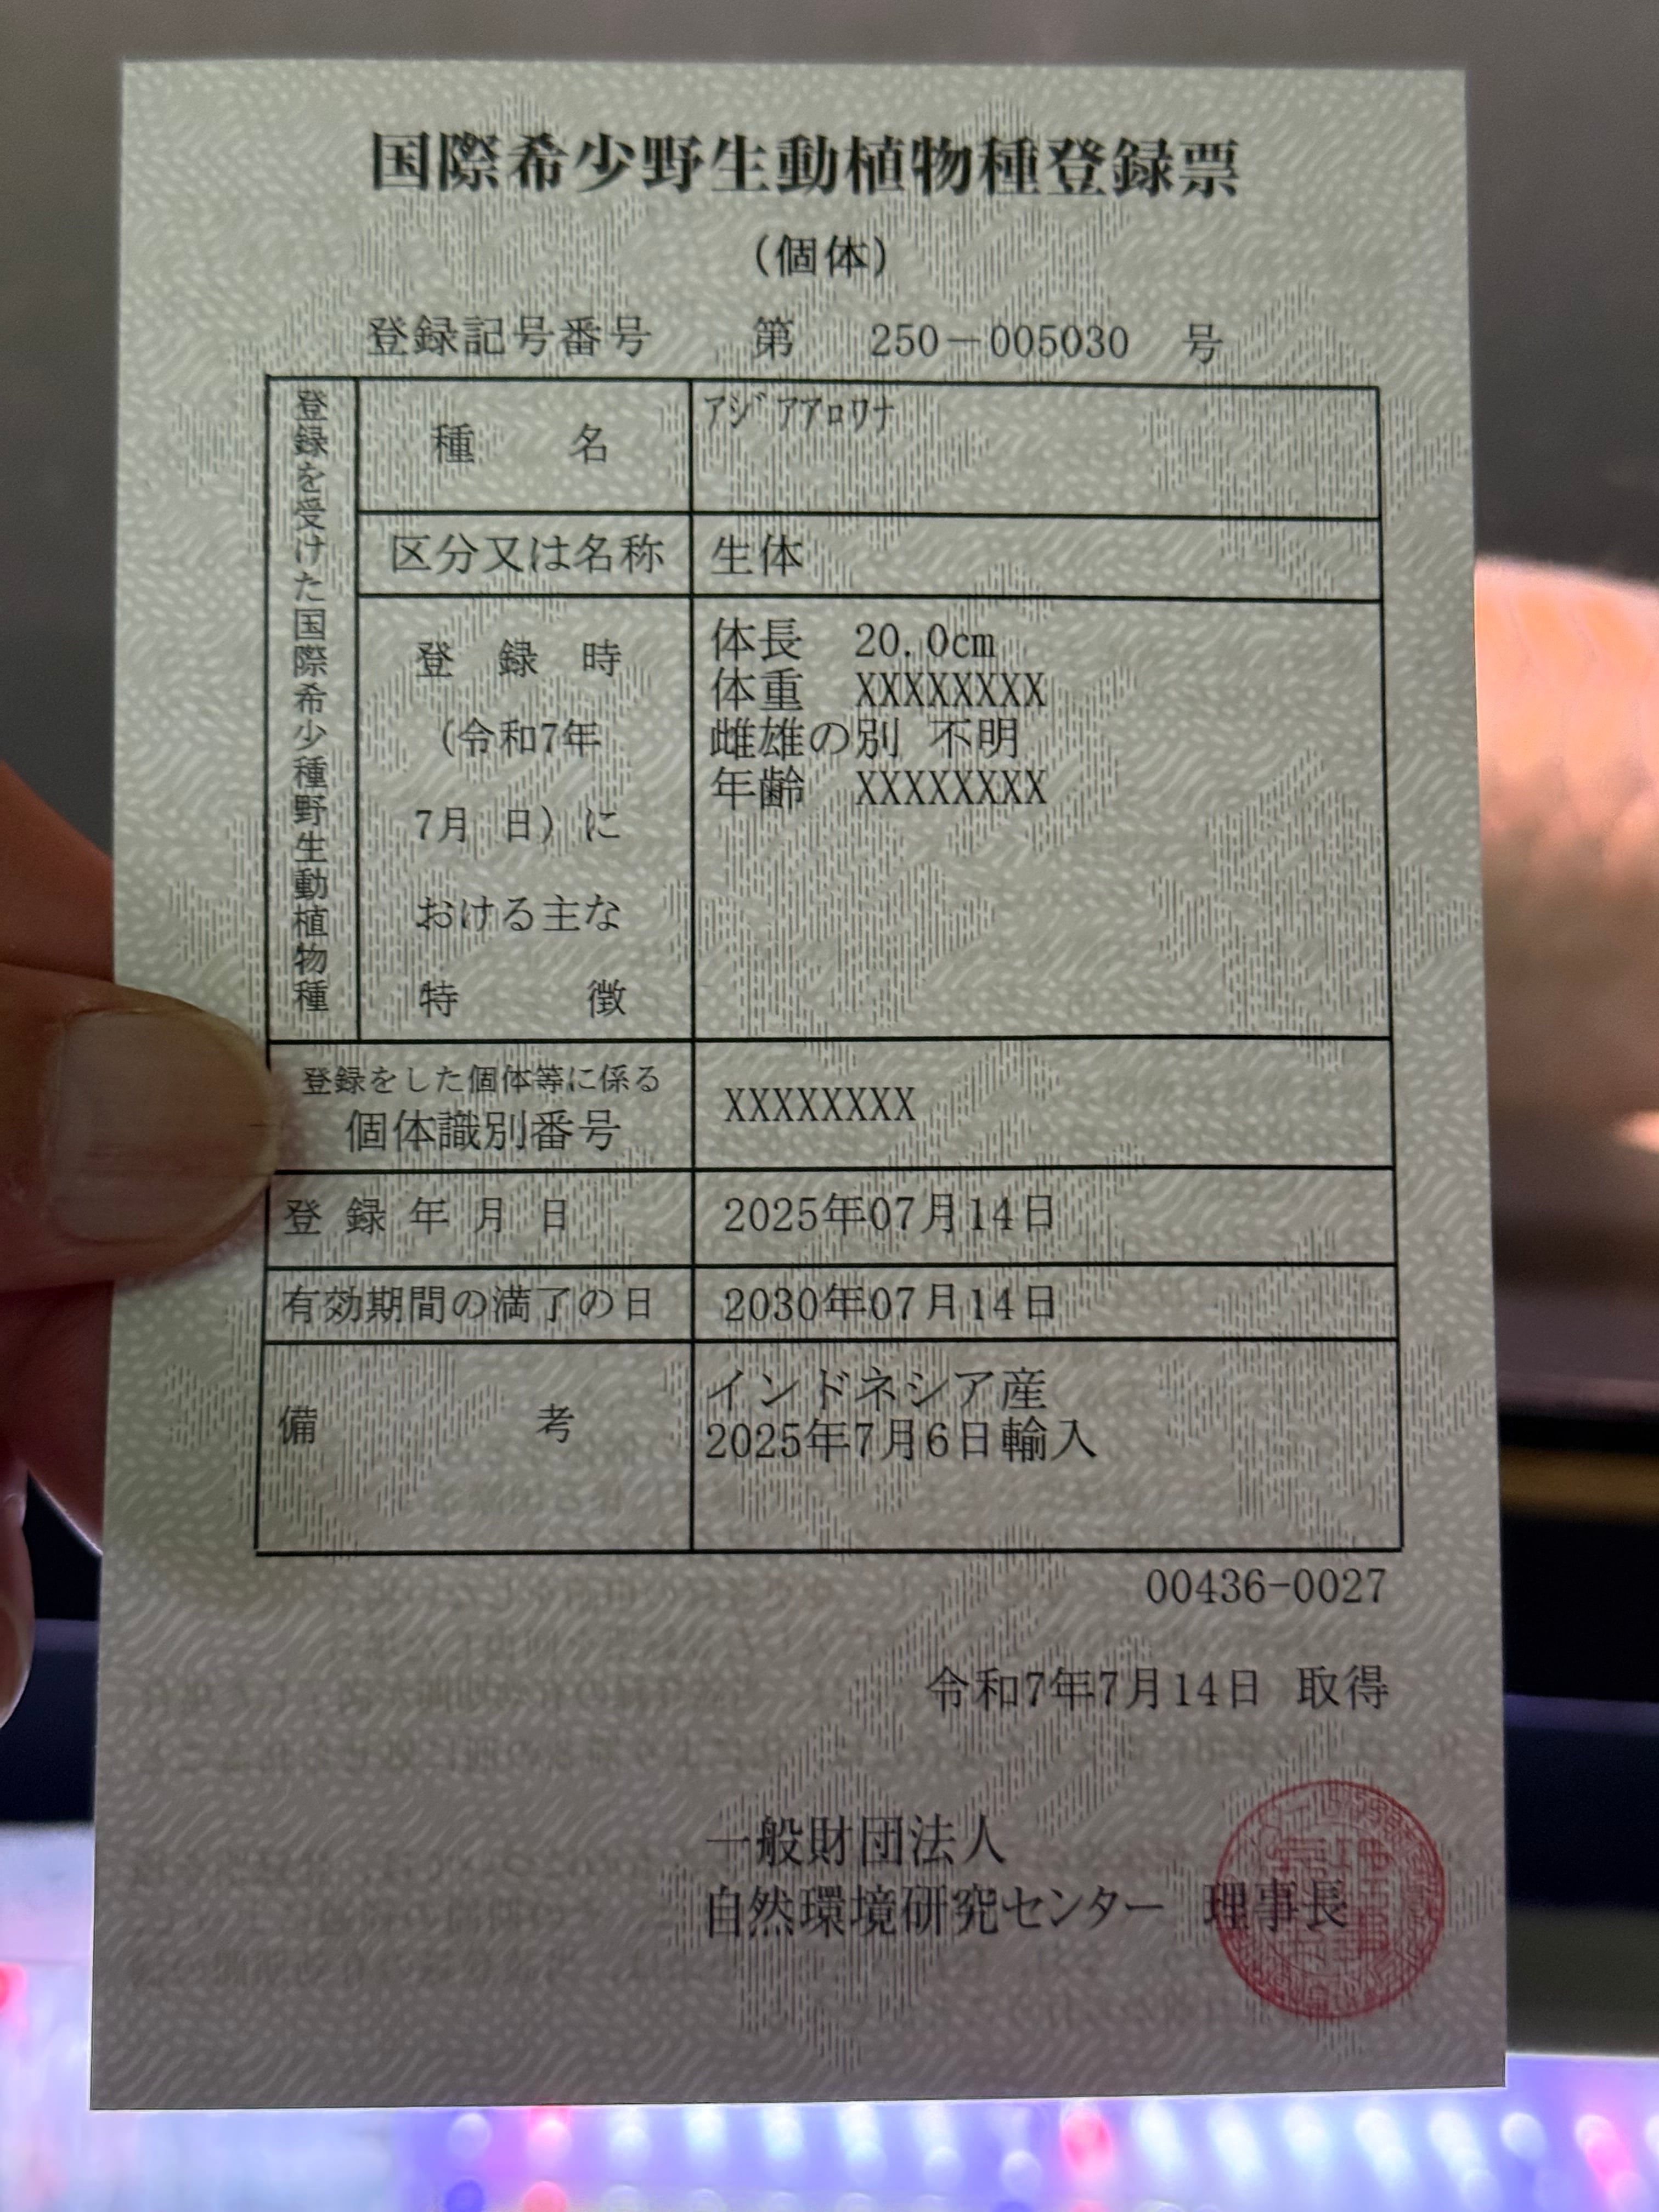 国際希少野生動植物種登録票
(個体)
登録記号番号 第 250-005030 号
登録を受けた国際希少種野生動植物種
種名 アジアアロワナ
区分又は名称 生体
登録時
(令和7年
7月 日)に
おける主な
特徴
体長 20.0cm
体重 XXXXXXXX
雌雄の別 不明
年齢 XXXXXXXX
登録をした個体等に係る
個体識別番号 XXXXXXXX
登録年月日 2025年07月14日
有効期間の満了の日 2030年07月14日
備考
インドネシア産
2025年7月6日輸入
00436-0027
令和7年7月14日 取得
一般財団法人
自然環境研究センター 理事長